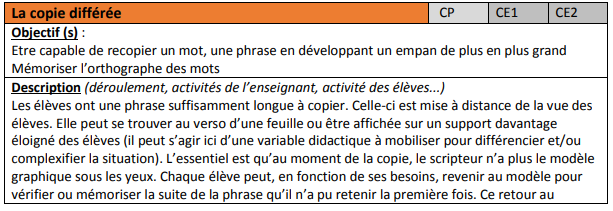 La copie différée CP CE1 CE2
Objectif (s) :
Etre capable de recopier un mot, une phrase en développant un empan de plus en plus grand
Mémoriser l’orthographe des mots
Description (déroulement, activités de l’enseignant, activité des élèves...)
Les élèves ont une phrase suffisamment longue à copier. Celle-ci est mise à distance de la vue des
élèves. Elle peut se trouver au verso d’une feuille ou être affichée sur un support davantage
éloigné des élèves (il peut s’agir ici d’une variable didactique à mobiliser pour différencier et/ou
complexifier la situation). L’essentiel est qu’au moment de la copie, le scripteur n’a plus le modèle
graphique sous les yeux. Chaque élève peut, en fonction de ses besoins, revenir au modèle pour
vérifier ou mémoriser la suite de la phrase qu’il n’a pu retenir la première fois. Ce retour au